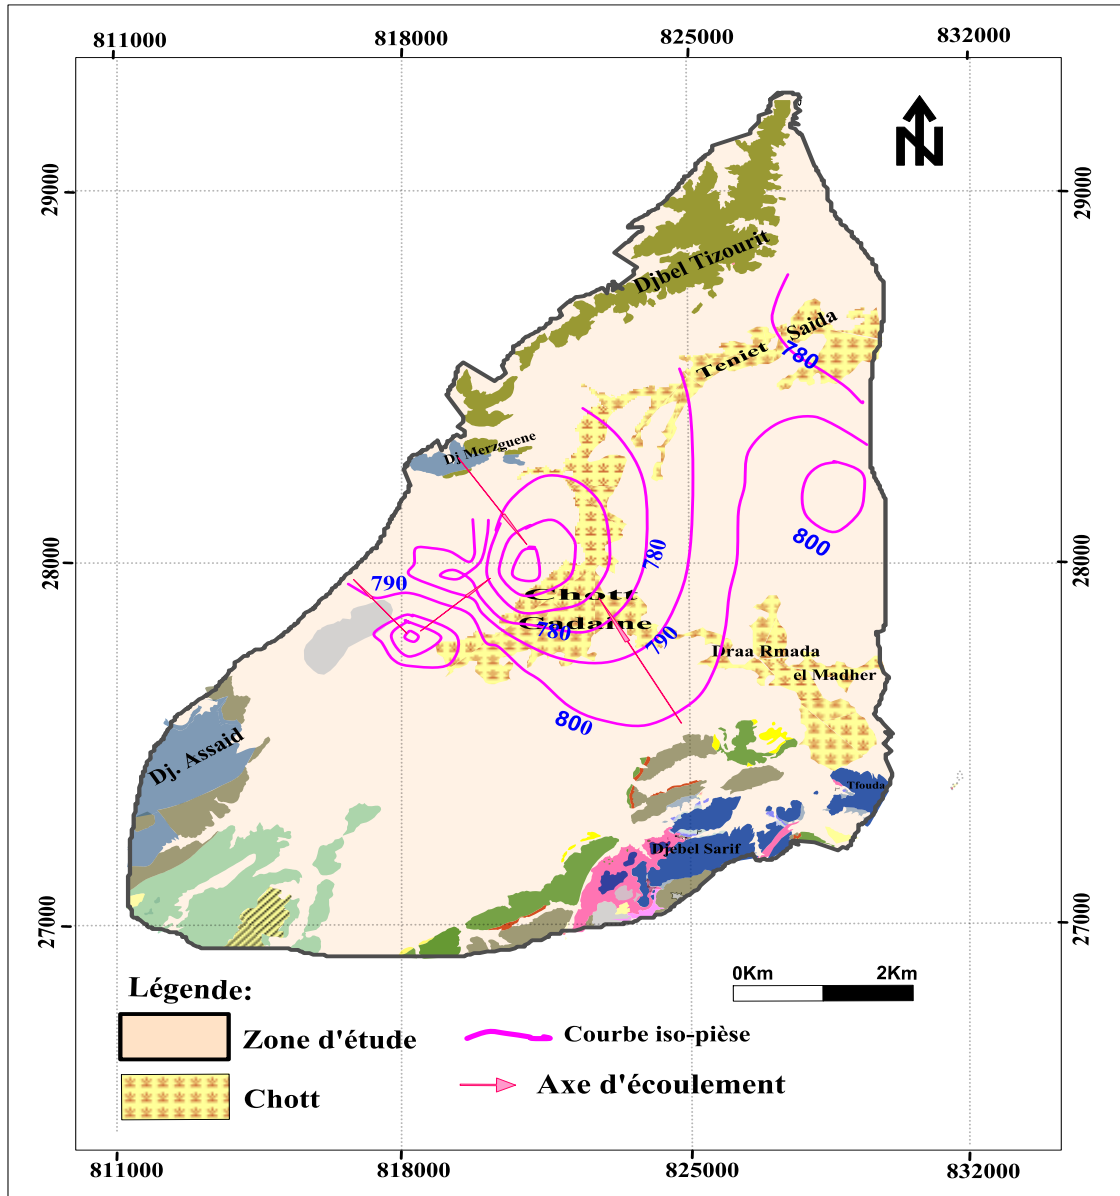 811000
818000
825000
832000
N
29000
29000
Djbel Tizourit
Saida
780
Teniet
Dj Merzguene
800
780
28000
28000
790
Chott
Gadaine
780
790
Draa Rmada
el Madher
800
Dj. Assaid
Tfouda
Djebel Sarif
27000
27000
0Km
2Km
Légende:
Zone d'étude
Courbe iso-pièse
Chott
Axe d'écoulement
811000
818000
825000
832000